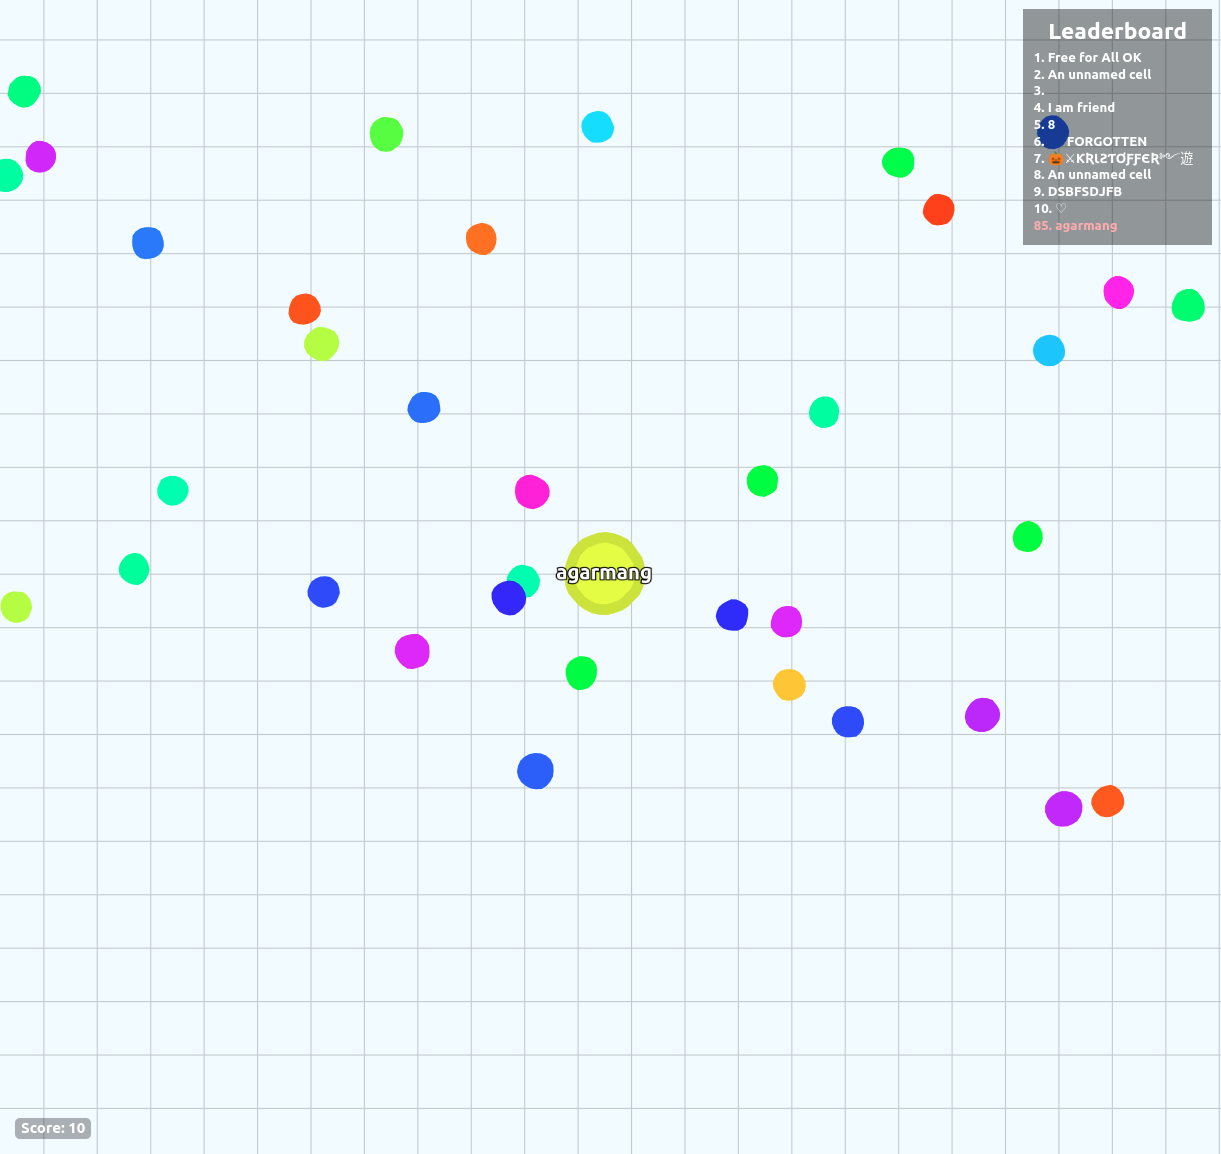 Leaderboard
1. Free for All OK
2. An unnamed cell
3.
4. I am friend
5. 8
6. FORGOTTEN
7. 🎃⚔
8. An unnamed cell
9. DSBFSDJFB
10. ♡
85. agarmang
agarmang
Score: 10